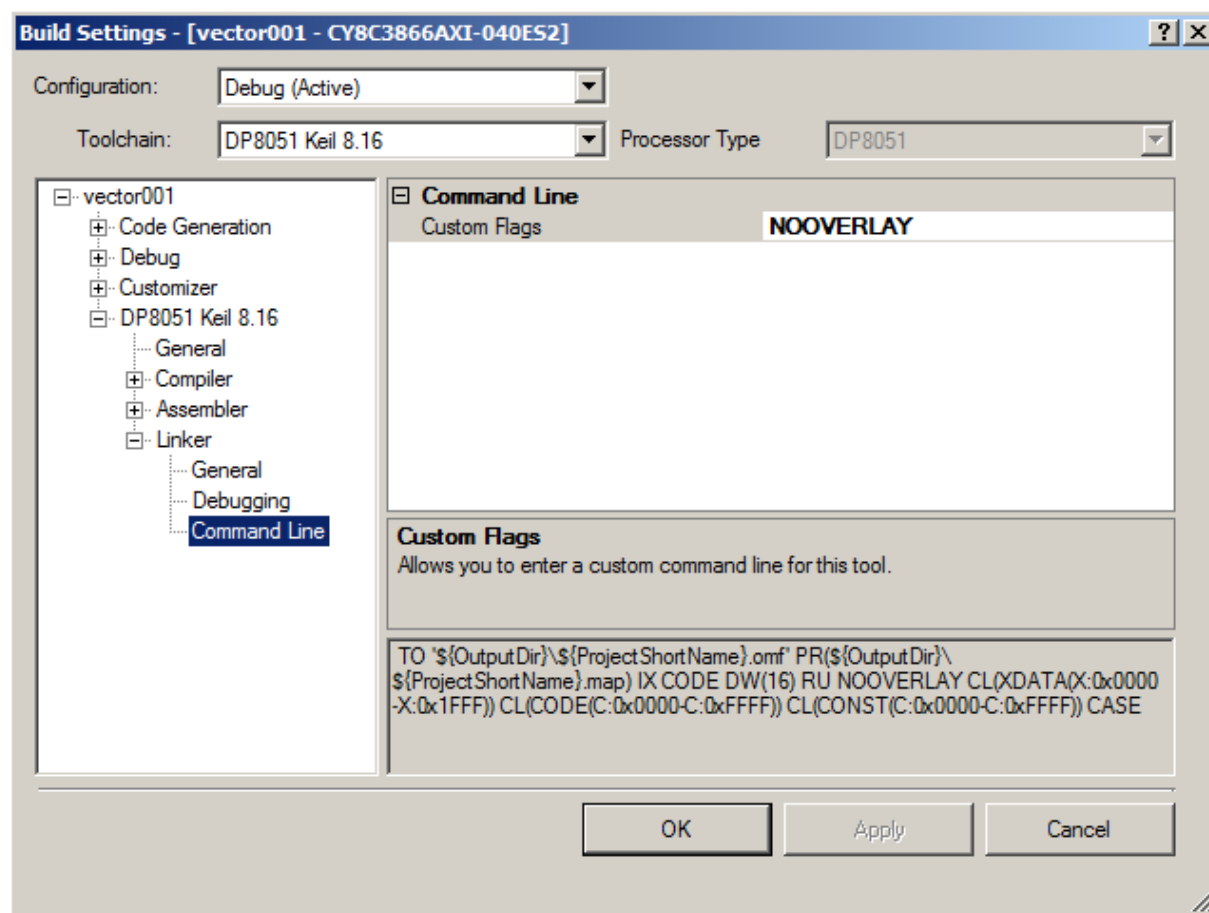 Build Settings - [vector001 - CY8C3866AXI-040ES2]
Configuration: Debug (Active)
Toolchain: DP8051 Keil 8.16 Processor Type DP8051
vector001
Code Generation
Debug
Customizer
DP8051 Keil 8.16
General
Compiler
Assembler
Linker
General
Debugging
Command Line
Command Line
Custom Flags NOOVERLAY
Custom Flags
Allows you to enter a custom command line for this tool.
TO '${OutputDir}\${ProjectShortName}.omf' PR(${OutputDir}\
${ProjectShortName}.map) IX CODE DW(16) RU NOOVERLAY CL(XDATA(X:0x0000
-X:0x1FFF)) CL(CODE(C:0x0000-C:0xFFFF)) CL(CONST(C:0x0000-C:0xFFFF)) CASE
OK Apply Cancel